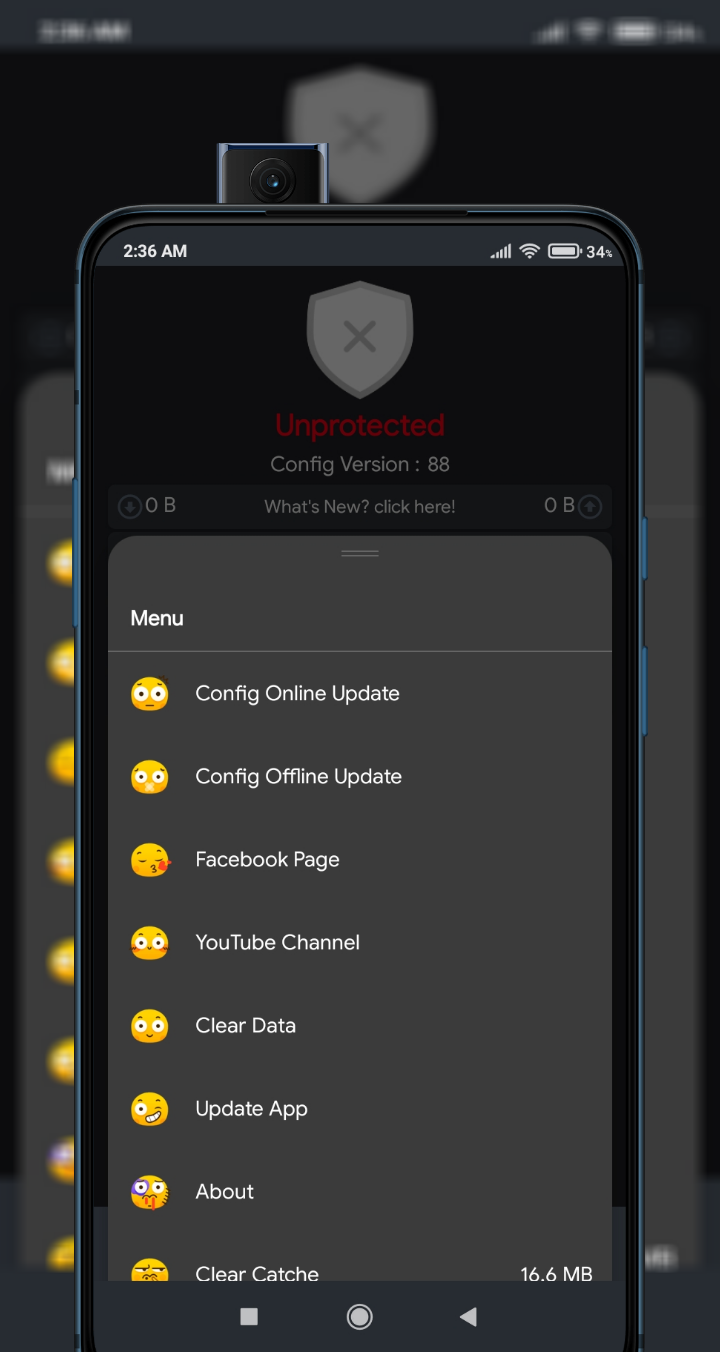 2:36 AM
34%
Unprotected
Config Version : 88
0 B
What's New? click here!
0 B
Menu
Config Online Update
Config Offline Update
Facebook Page
YouTube Channel
Clear Data
Update App
About
Clear Catche
16.6 MB